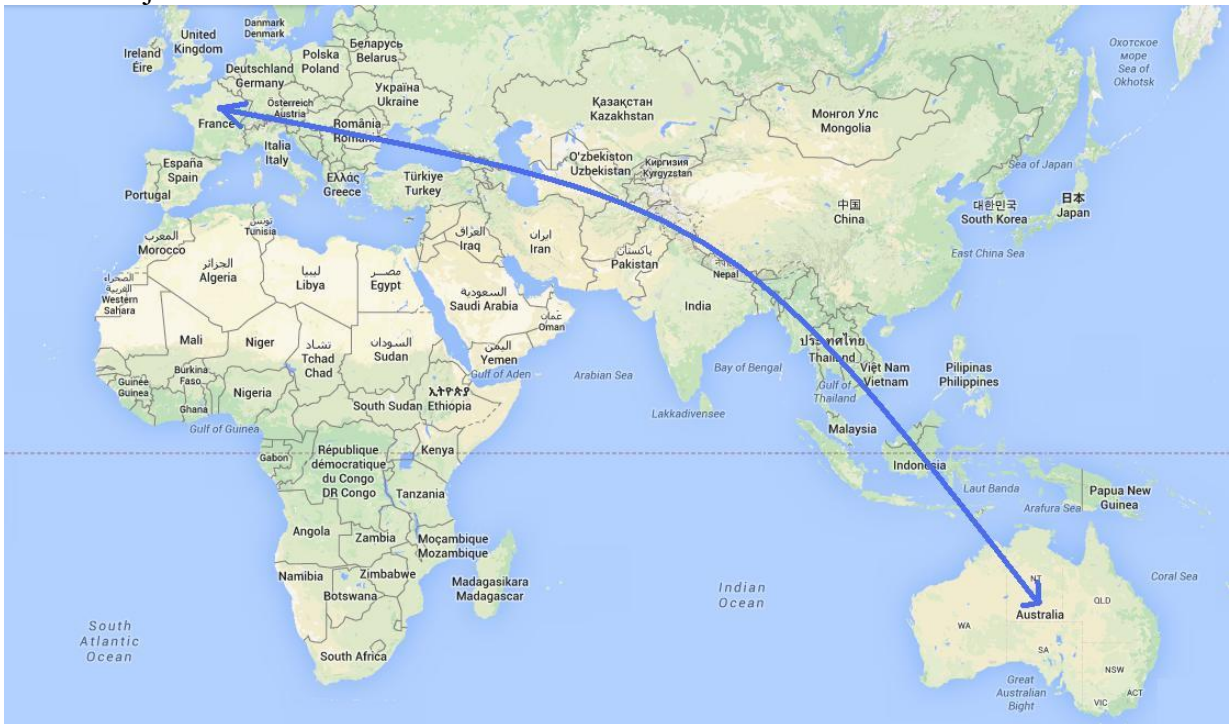 United
Kingdom
Danmark
Denmark
Ireland
Éire
Polska
Poland
Беларусь
Belarus
Deutschland
Germany
Україна
Ukraine
Österreich
Austria
France
România
Italia
Italy
España
Spain
Portugal
Ελλάς
Greece
Türkiye
Turkey
Қазақстан
Kazakhstan
Монгол Улс
Mongolia
Охотское
море
Sea of
Okhotsk
O'zbekiston
Uzbekistan
Киргизия
Kyrgyzstan
Sea of Japan
中国
China
대한민국
South Korea
日本
Japan
East China Sea
تونس
Tunisia
المغرب
Morocco
الجزائر
Algeria
ليبيا
Libya
مصر
Egypt
العراق
Iraq
ایران
Iran
پاکستان
Pakistan
Nepal
India
الصحراء
الغربية
Western
Sahara
السعودية
Saudi Arabia
عمان
Oman
اليمن
Yemen
Gulf of Aden
Arabian Sea
Bay of Bengal
Lakkadivensee
Mali
Niger
تشاد
Tchad
Chad
السودان
Sudan
Burkina
Faso
Guinée
Guinea
Ghana
Nigeria
Gulf of Guinea
South Sudan
ኢትዮጵያ
Ethiopia
Thailand
Gulf of
Thailand
Việt Nam
Vietnam
Pilipinas
Philippines
Malaysia
Indonesia
Laut Banda
Arafura Sea
Papua New
Guinea
Gabon
République
démocratique
du Congo
DR Congo
Kenya
Tanzania
Angola
Zambia
Moçambique
Mozambique
Namibia
Zimbabwe
Botswana
Madagasikara
Madagascar
South Africa
South
Atlantic
Ocean
Indian
Ocean
Coral Sea
NT
QLD
Australia
WA
SA
NSW
ACT
VIC
Great
Australian
Bight